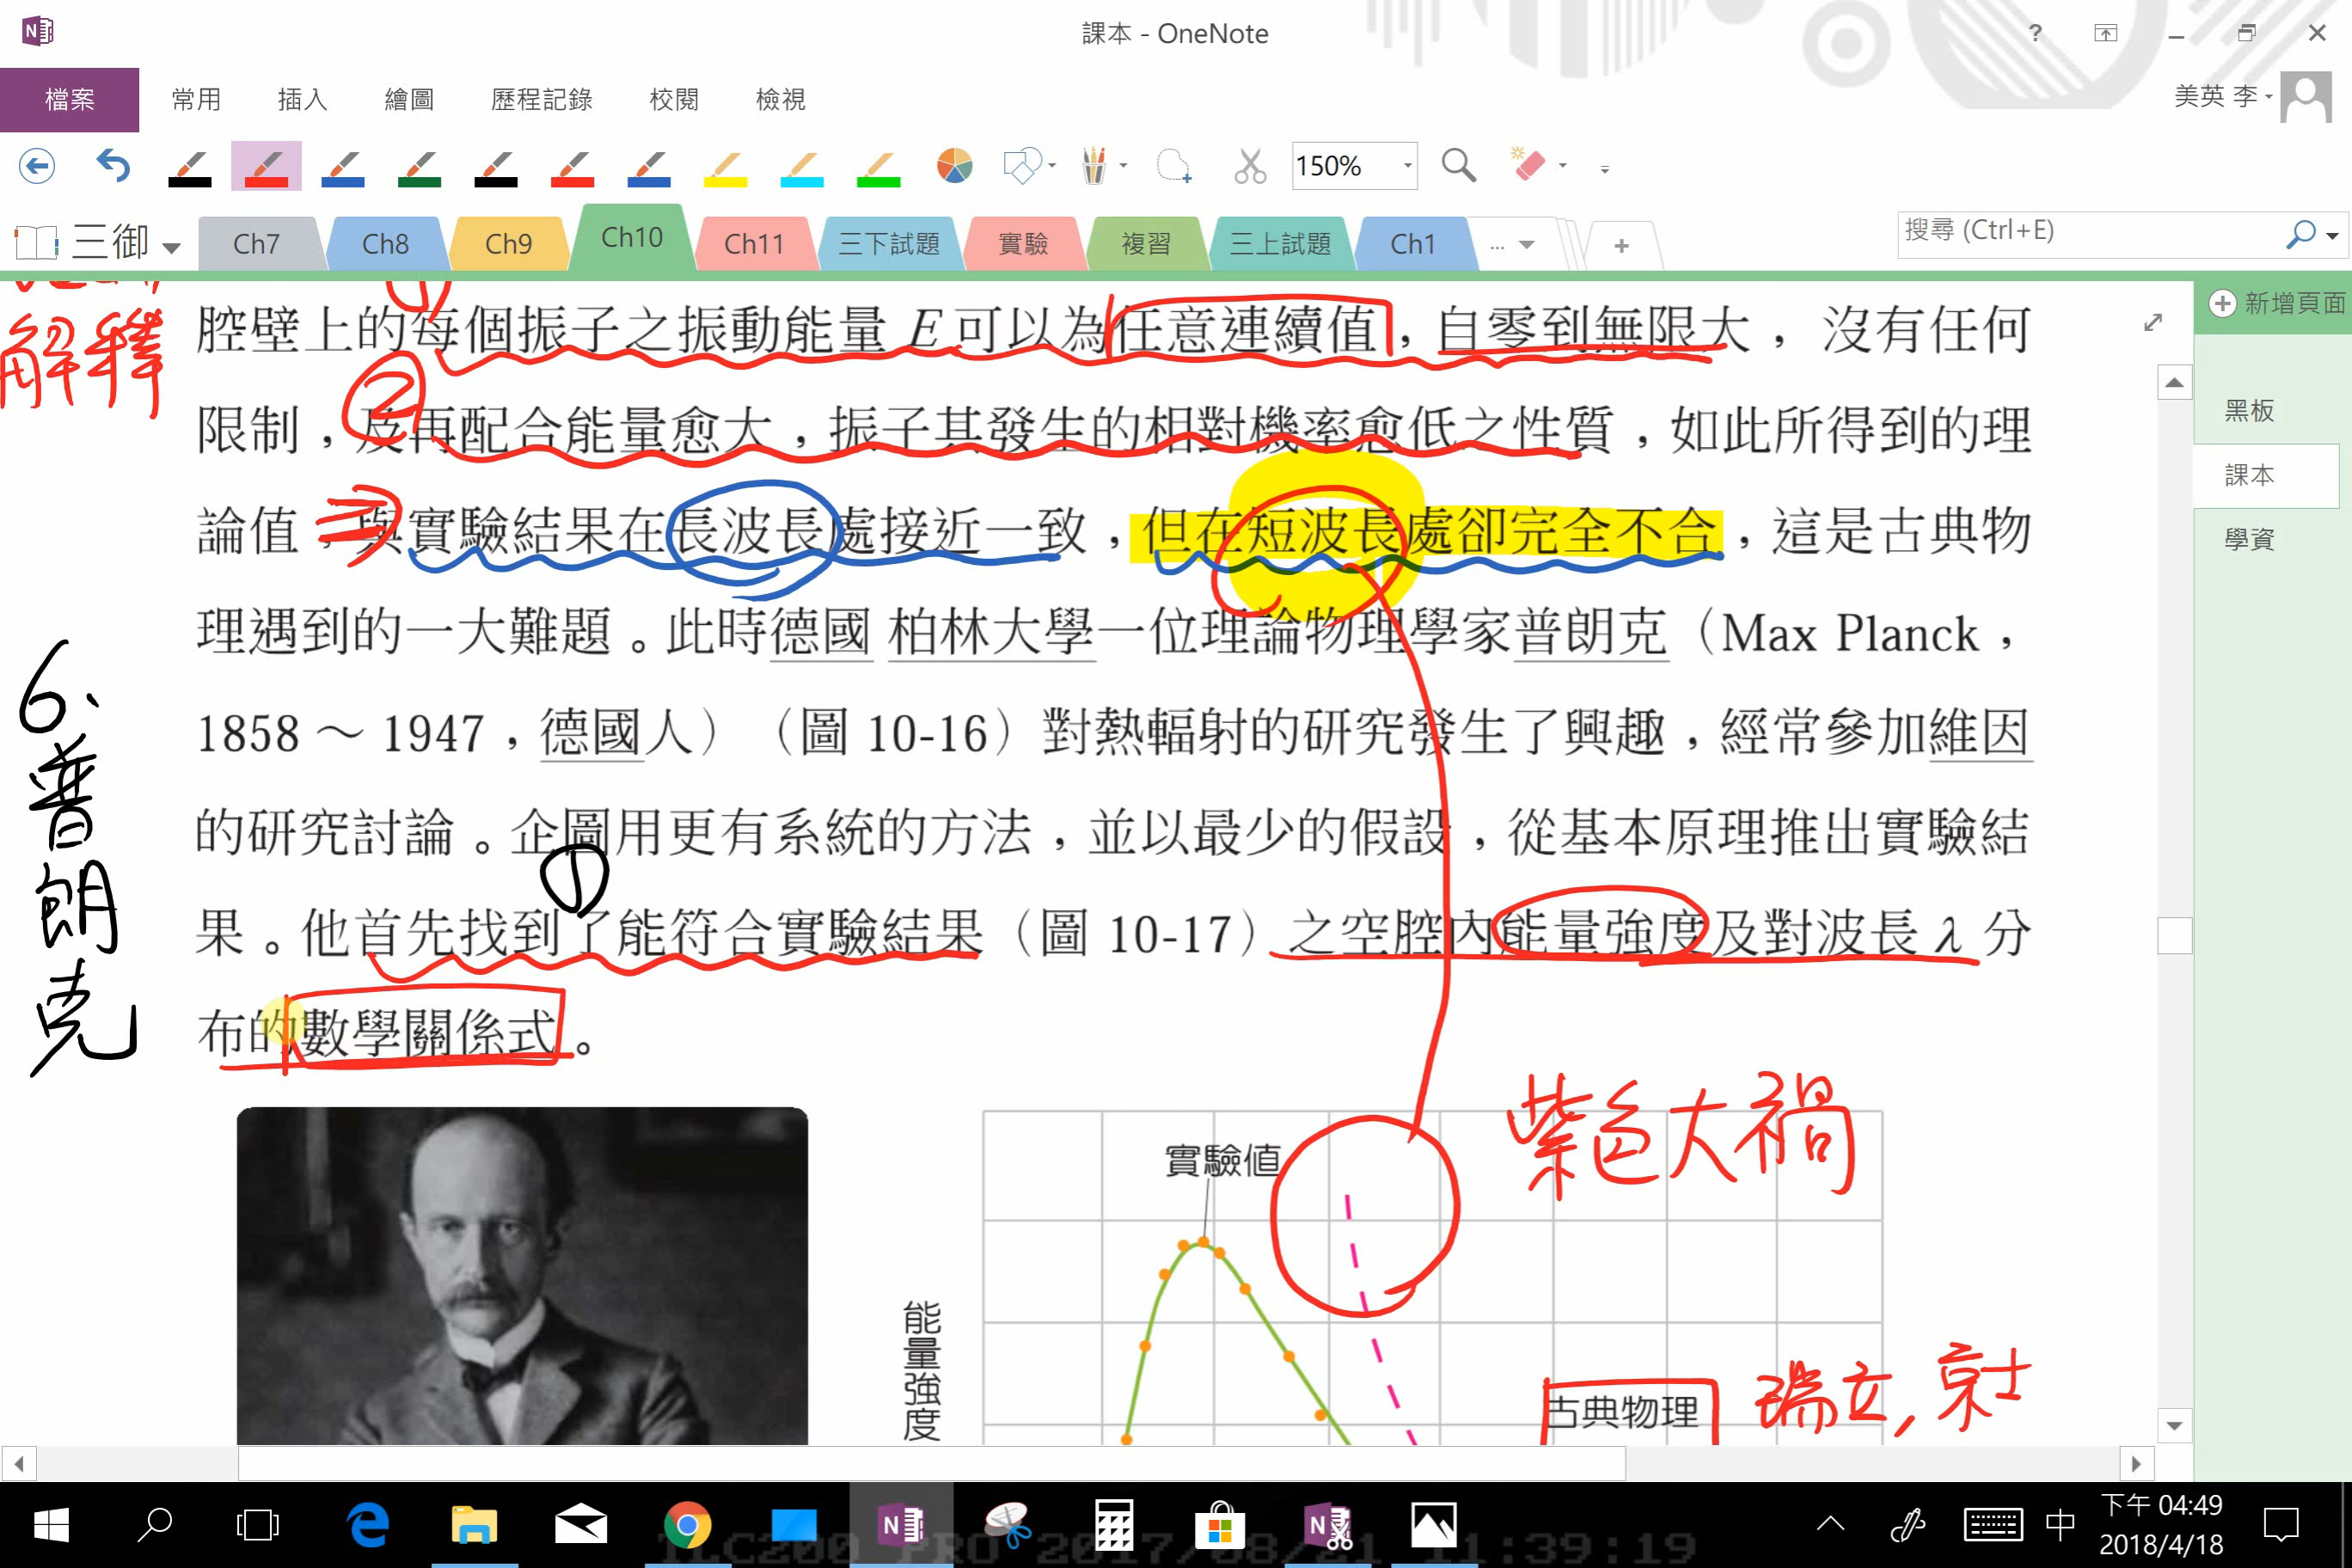 課本 - OneNote
?
檔案 常用 插入 繪圖 歷程記錄 校閱 檢視
美英 李
150%
三御 Ch7 Ch8 Ch9 Ch10 Ch11 三下試題 實驗 複習 三上試題 Ch1 ... +
搜尋 (Ctrl+E)
新增頁面
黑板
課本
學資
解釋
①
腔壁上的每個振子之振動能量 E 可以為任意連續值，自零到無限大，沒有任何
②
限制，及再配合能量愈大，振子其發生的相對機率愈低之性質，如此所得到的理
論值，與實驗結果在長波長處接近一致，但在短波長處卻完全不合，這是古典物
理遇到的一大難題。此時德國 柏林大學一位理論物理學家普朗克（Max Planck，
1858～1947，德國人）（圖 10-16）對熱輻射的研究發生了興趣，經常參加維因
的研究討論。企圖用更有系統的方法，並以最少的假設，從基本原理推出實驗結
①
果。他首先找到了能符合實驗結果（圖 10-17）之空腔內能量強度及對波長 λ 分
布的數學關係式。
6、普朗克
紫色大禍
實驗值
能量強度
古典物理
瑞立，京士
中
下午 04:49
2018/4/18
TLC200 PRO 2017/08/21 11:39:19